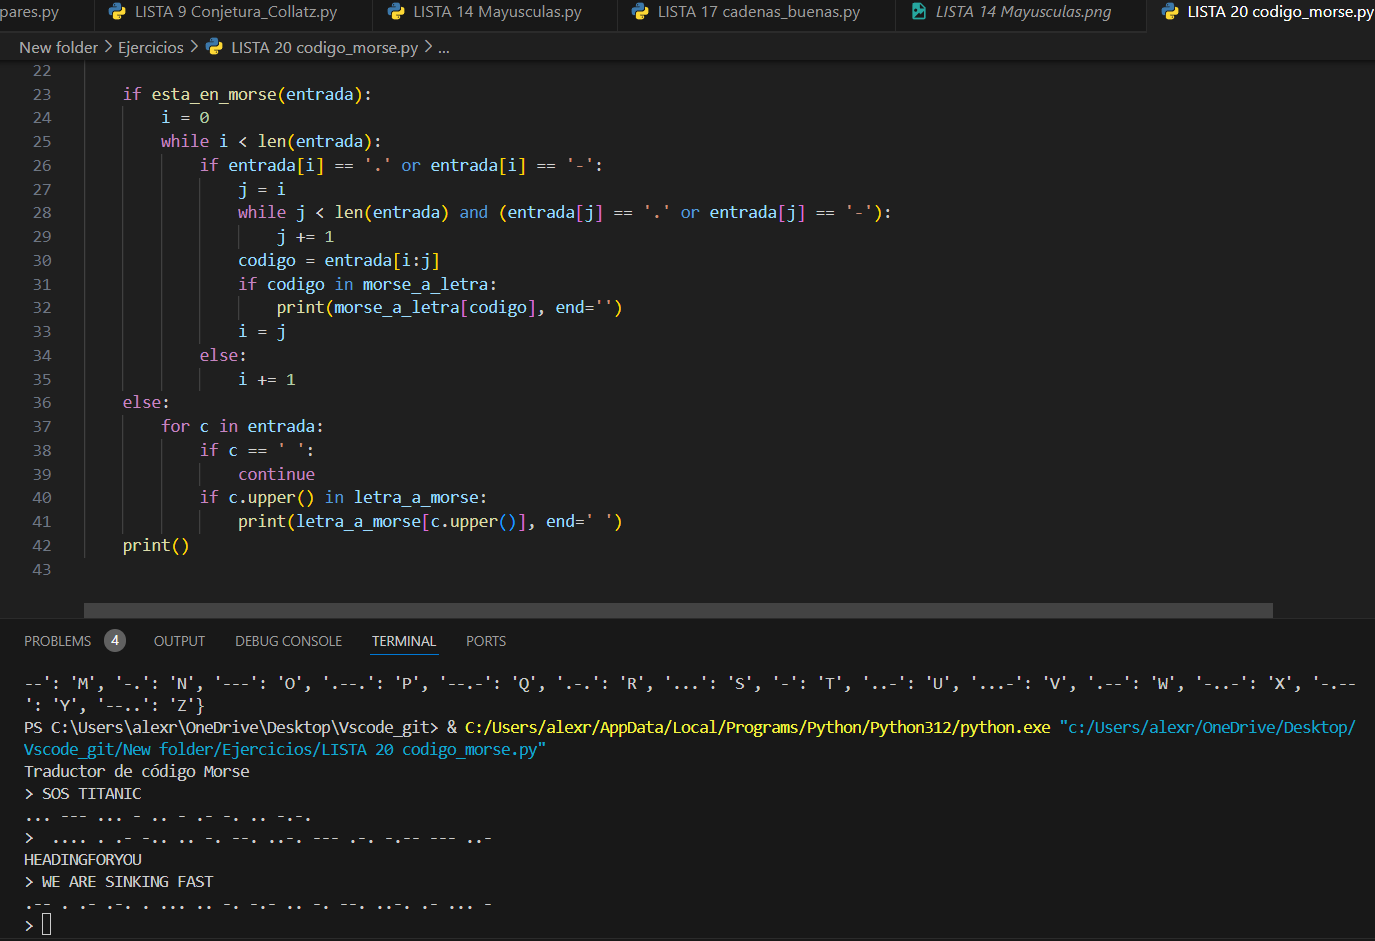 pares.py LISTA 9 Conjetura_Collatz.py LISTA 14 Mayusculas.py LISTA 17 cadenas_buenas.py LISTA 14 Mayusculas.png LISTA 20 codigo_morse.py
New folder > Ejercicios > LISTA 20 codigo_morse.py > ...
22
23 if esta_en_morse(entrada):
24 i = 0
25 while i < len(entrada):
26 if entrada[i] == '.' or entrada[i] == '-':
27 j = i
28 while j < len(entrada) and (entrada[j] == '.' or entrada[j] == '-'):
29 j += 1
30 codigo = entrada[i:j]
31 if codigo in morse_a_letra:
32 print(morse_a_letra[codigo], end='')
33 i = j
34 else:
35 i += 1
36 else:
37 for c in entrada:
38 if c == ' ':
39 continue
40 if c.upper() in letra_a_morse:
41 print(letra_a_morse[c.upper()], end=' ')
42 print()
43
PROBLEMS 4 OUTPUT DEBUG CONSOLE TERMINAL PORTS
--': 'M', '-.': 'N', '---': 'O', '.--.': 'P', '--.-': 'Q', '.-.': 'R', '...': 'S', '-': 'T', '..-': 'U', '...-': 'V', '.--': 'W', '-..-': 'X', '-.--
': 'Y', '--..': 'Z'}
PS C:\Users\alexr\OneDrive\Desktop\Vscode_git> & C:/Users/alexr/AppData/Local/Programs/Python/Python312/python.exe "c:/Users/alexr/OneDrive/Desktop/
Vscode_git/New folder/Ejercicios/LISTA 20 codigo_morse.py"
Traductor de código Morse
> SOS TITANIC
... --- ... - .. - .- -. .. -.-.
>  .... . .- -.. .. -. --. ..-. --- .-. -.-- --- ..-
HEADINGFORYOU
> WE ARE SINKING FAST
.-- . .- .-. . ... .. -. -.- .. -. --. ..-. .- ... -
>